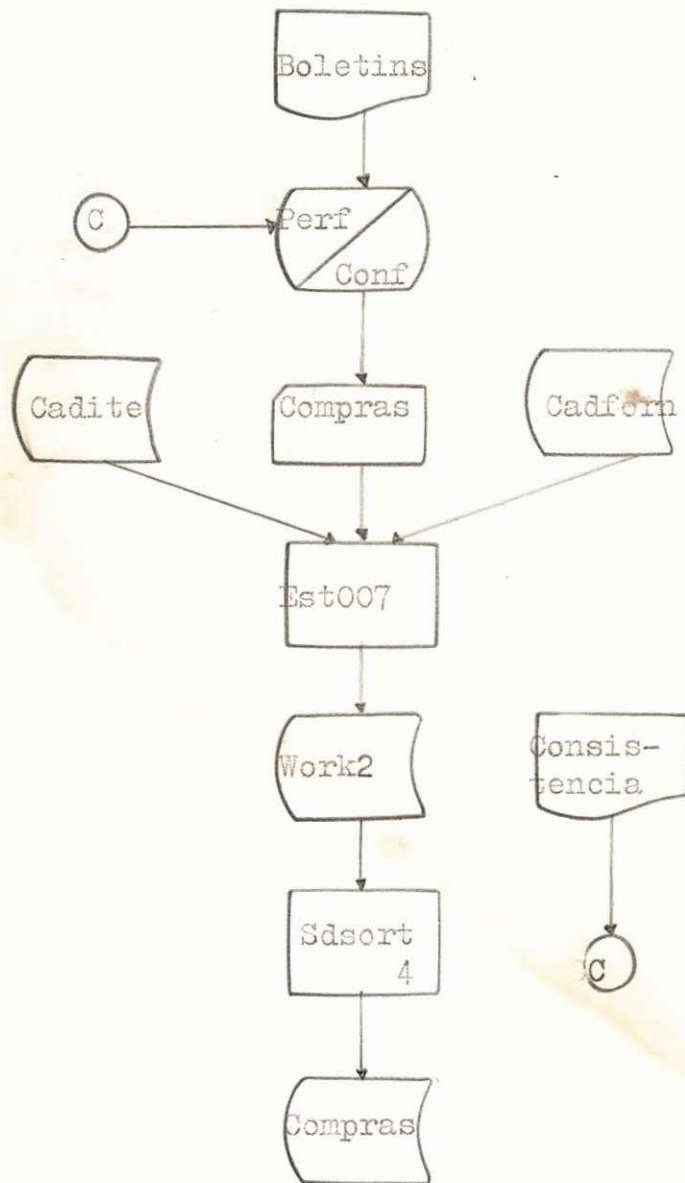 Boletins
C
Perf
Conf
Cadite
Compras
Cadforn
Est007
Work2
Consis-
tencia
Sdsort
4
C
Compras